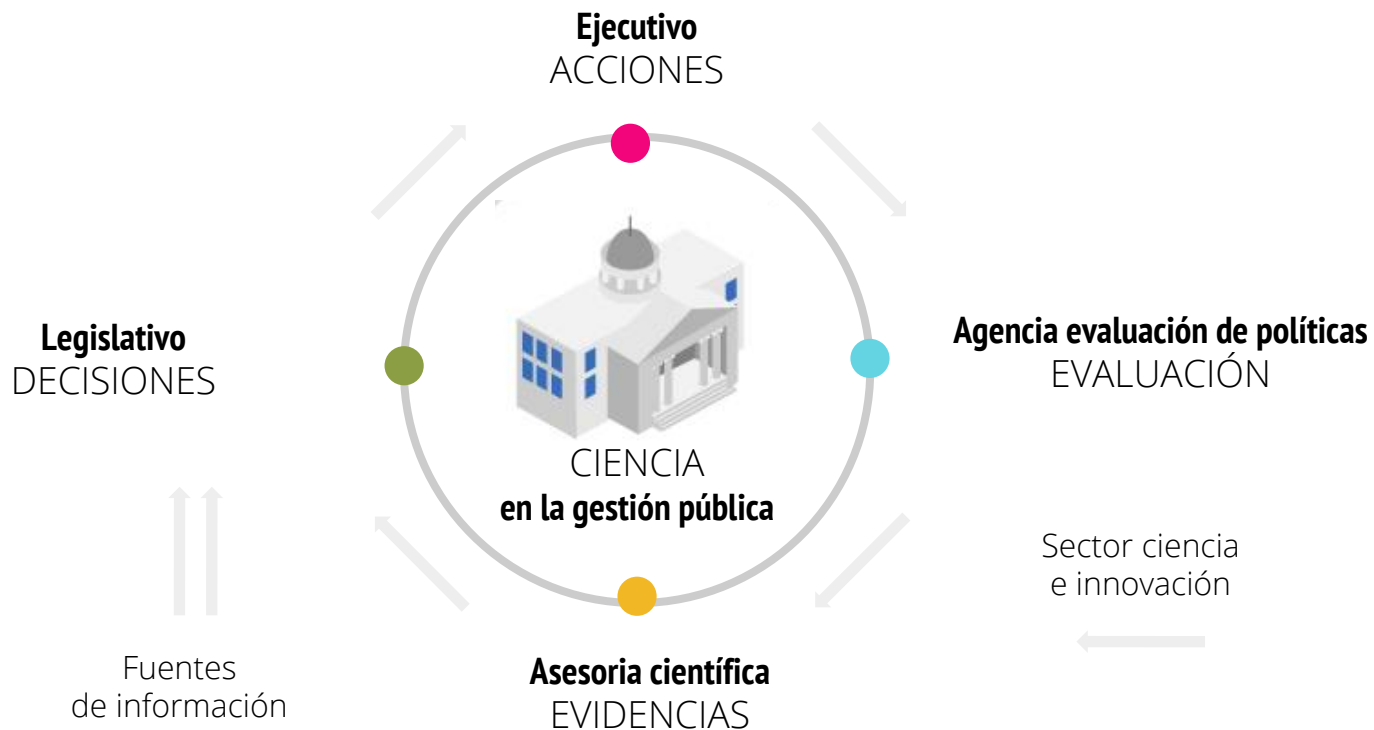 Ejecutivo
ACCIONES
Legislativo
DECISIONES
Agencia evaluación de políticas
EVALUACIÓN
CIENCIA
en la gestión pública
Sector ciencia
e innovación
Fuentes
de información
Asesoria científica
EVIDENCIAS